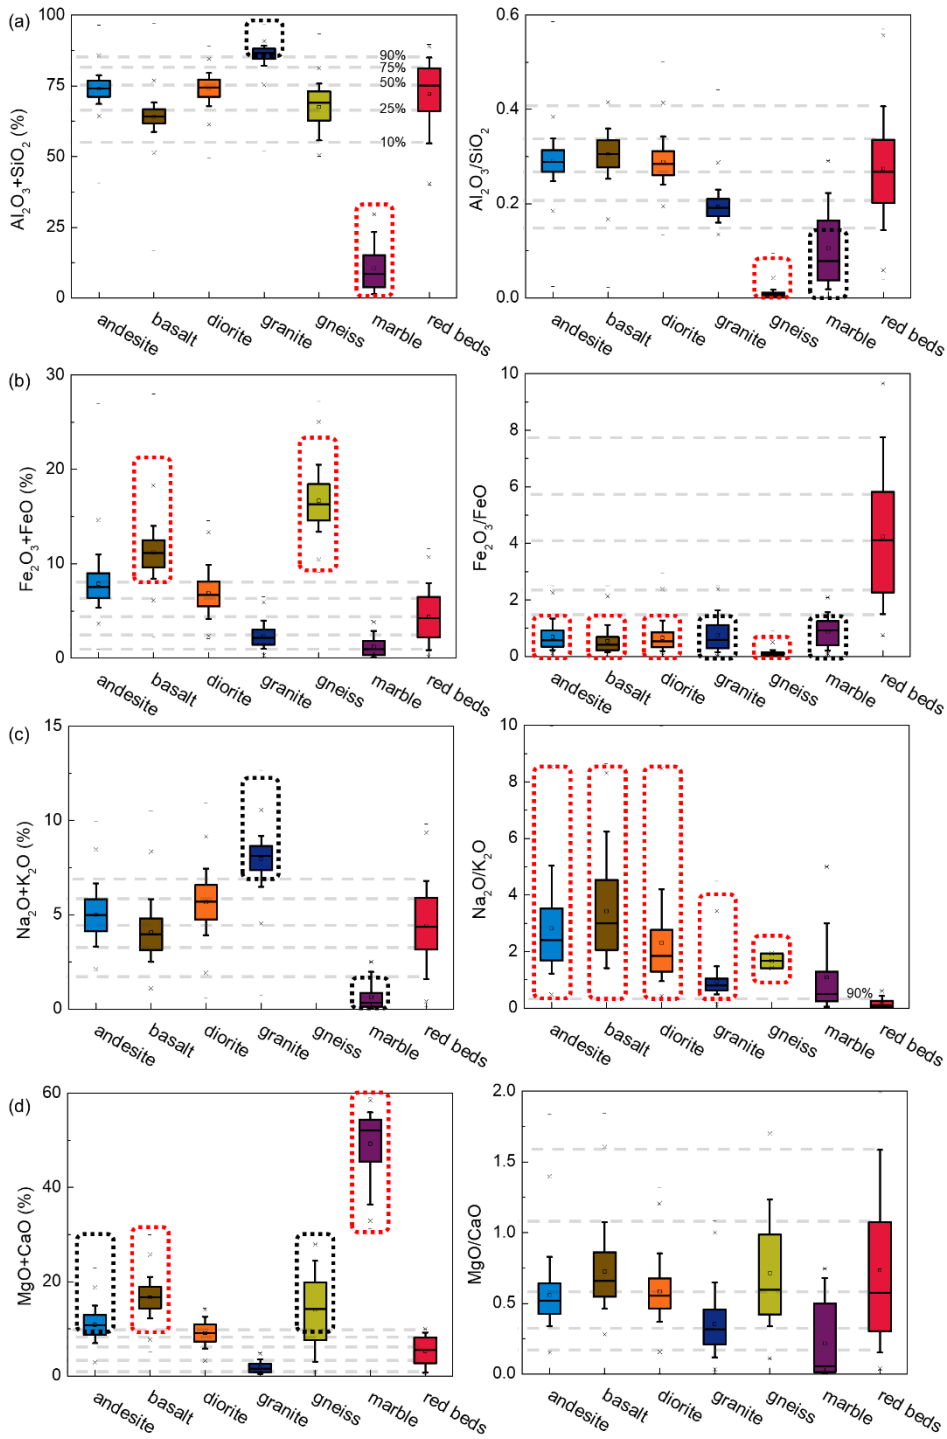 (a)
100
75
50
25
0
Al₂O₃+SiO₂ (%)
90%
75%
50%
25%
10%
andesite
basalt
diorite
granite
gneiss
marble
red beds
0.6
0.4
0.2
0.0
Al₂O₃/SiO₂
andesite
basalt
diorite
granite
gneiss
marble
red beds
(b)
30
20
10
0
Fe₂O₃+FeO (%)
andesite
basalt
diorite
granite
gneiss
marble
red beds
10
8
6
4
2
0
Fe₂O₃/FeO
andesite
basalt
diorite
granite
gneiss
marble
red beds
(c)
15
10
5
0
Na₂O+K₂O (%)
andesite
basalt
diorite
granite
gneiss
marble
red beds
10
8
6
4
2
0
Na₂O/K₂O
90%
andesite
basalt
diorite
granite
gneiss
marble
red beds
(d)
60
40
20
0
MgO+CaO (%)
andesite
basalt
diorite
granite
gneiss
marble
red beds
2.0
1.5
1.0
0.5
0.0
MgO/CaO
andesite
basalt
diorite
granite
gneiss
marble
red beds